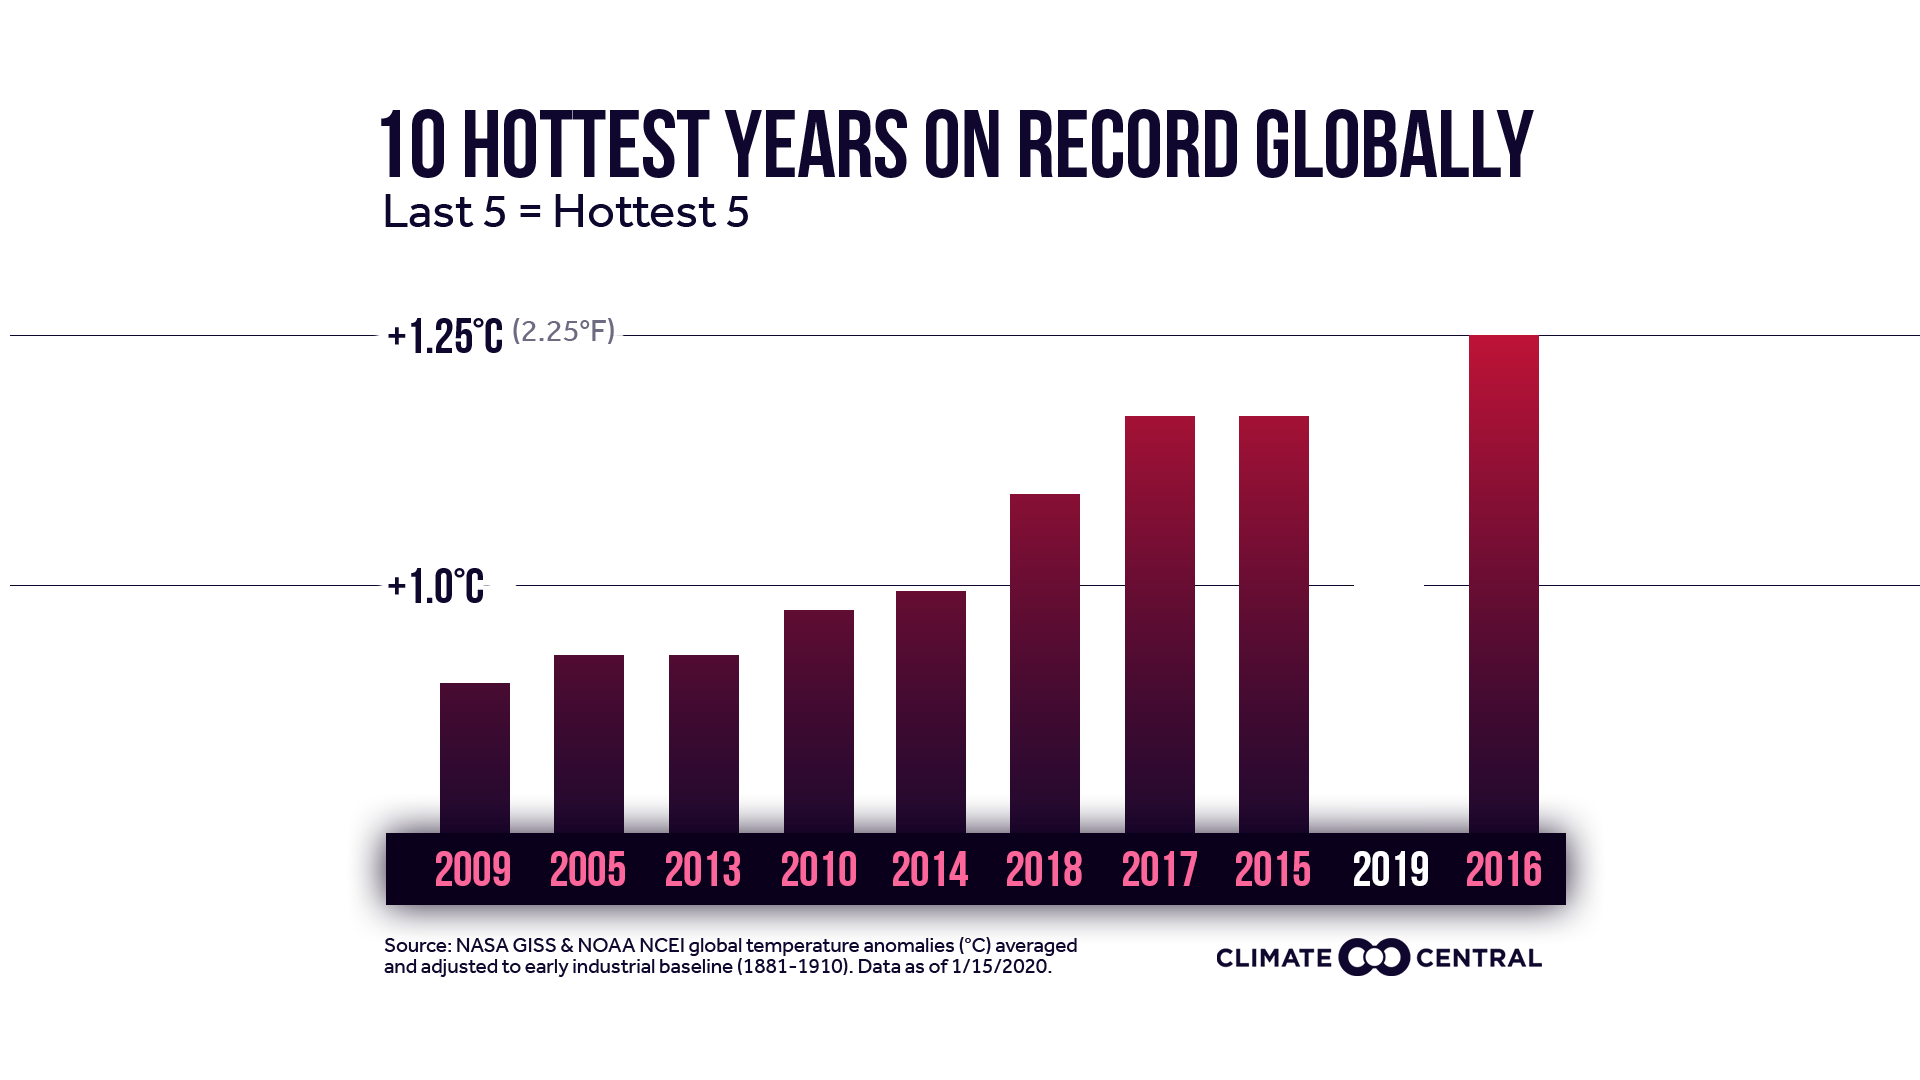 10 HOTTEST YEARS ON RECORD GLOBALLY
Last 5 = Hottest 5
+1.25°C (2.25°F)
+1.0°C
2009 2005 2013 2010 2014 2018 2017 2015 2019 2016
Source: NASA GISS & NOAA NCEI global temperature anomalies (°C) averaged
and adjusted to early industrial baseline (1881-1910). Data as of 1/15/2020.
CLIMATE CENTRAL